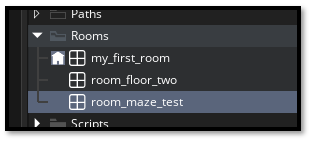 Paths
Rooms
my_first_room
room_floor_two
room_maze_test
Scripts